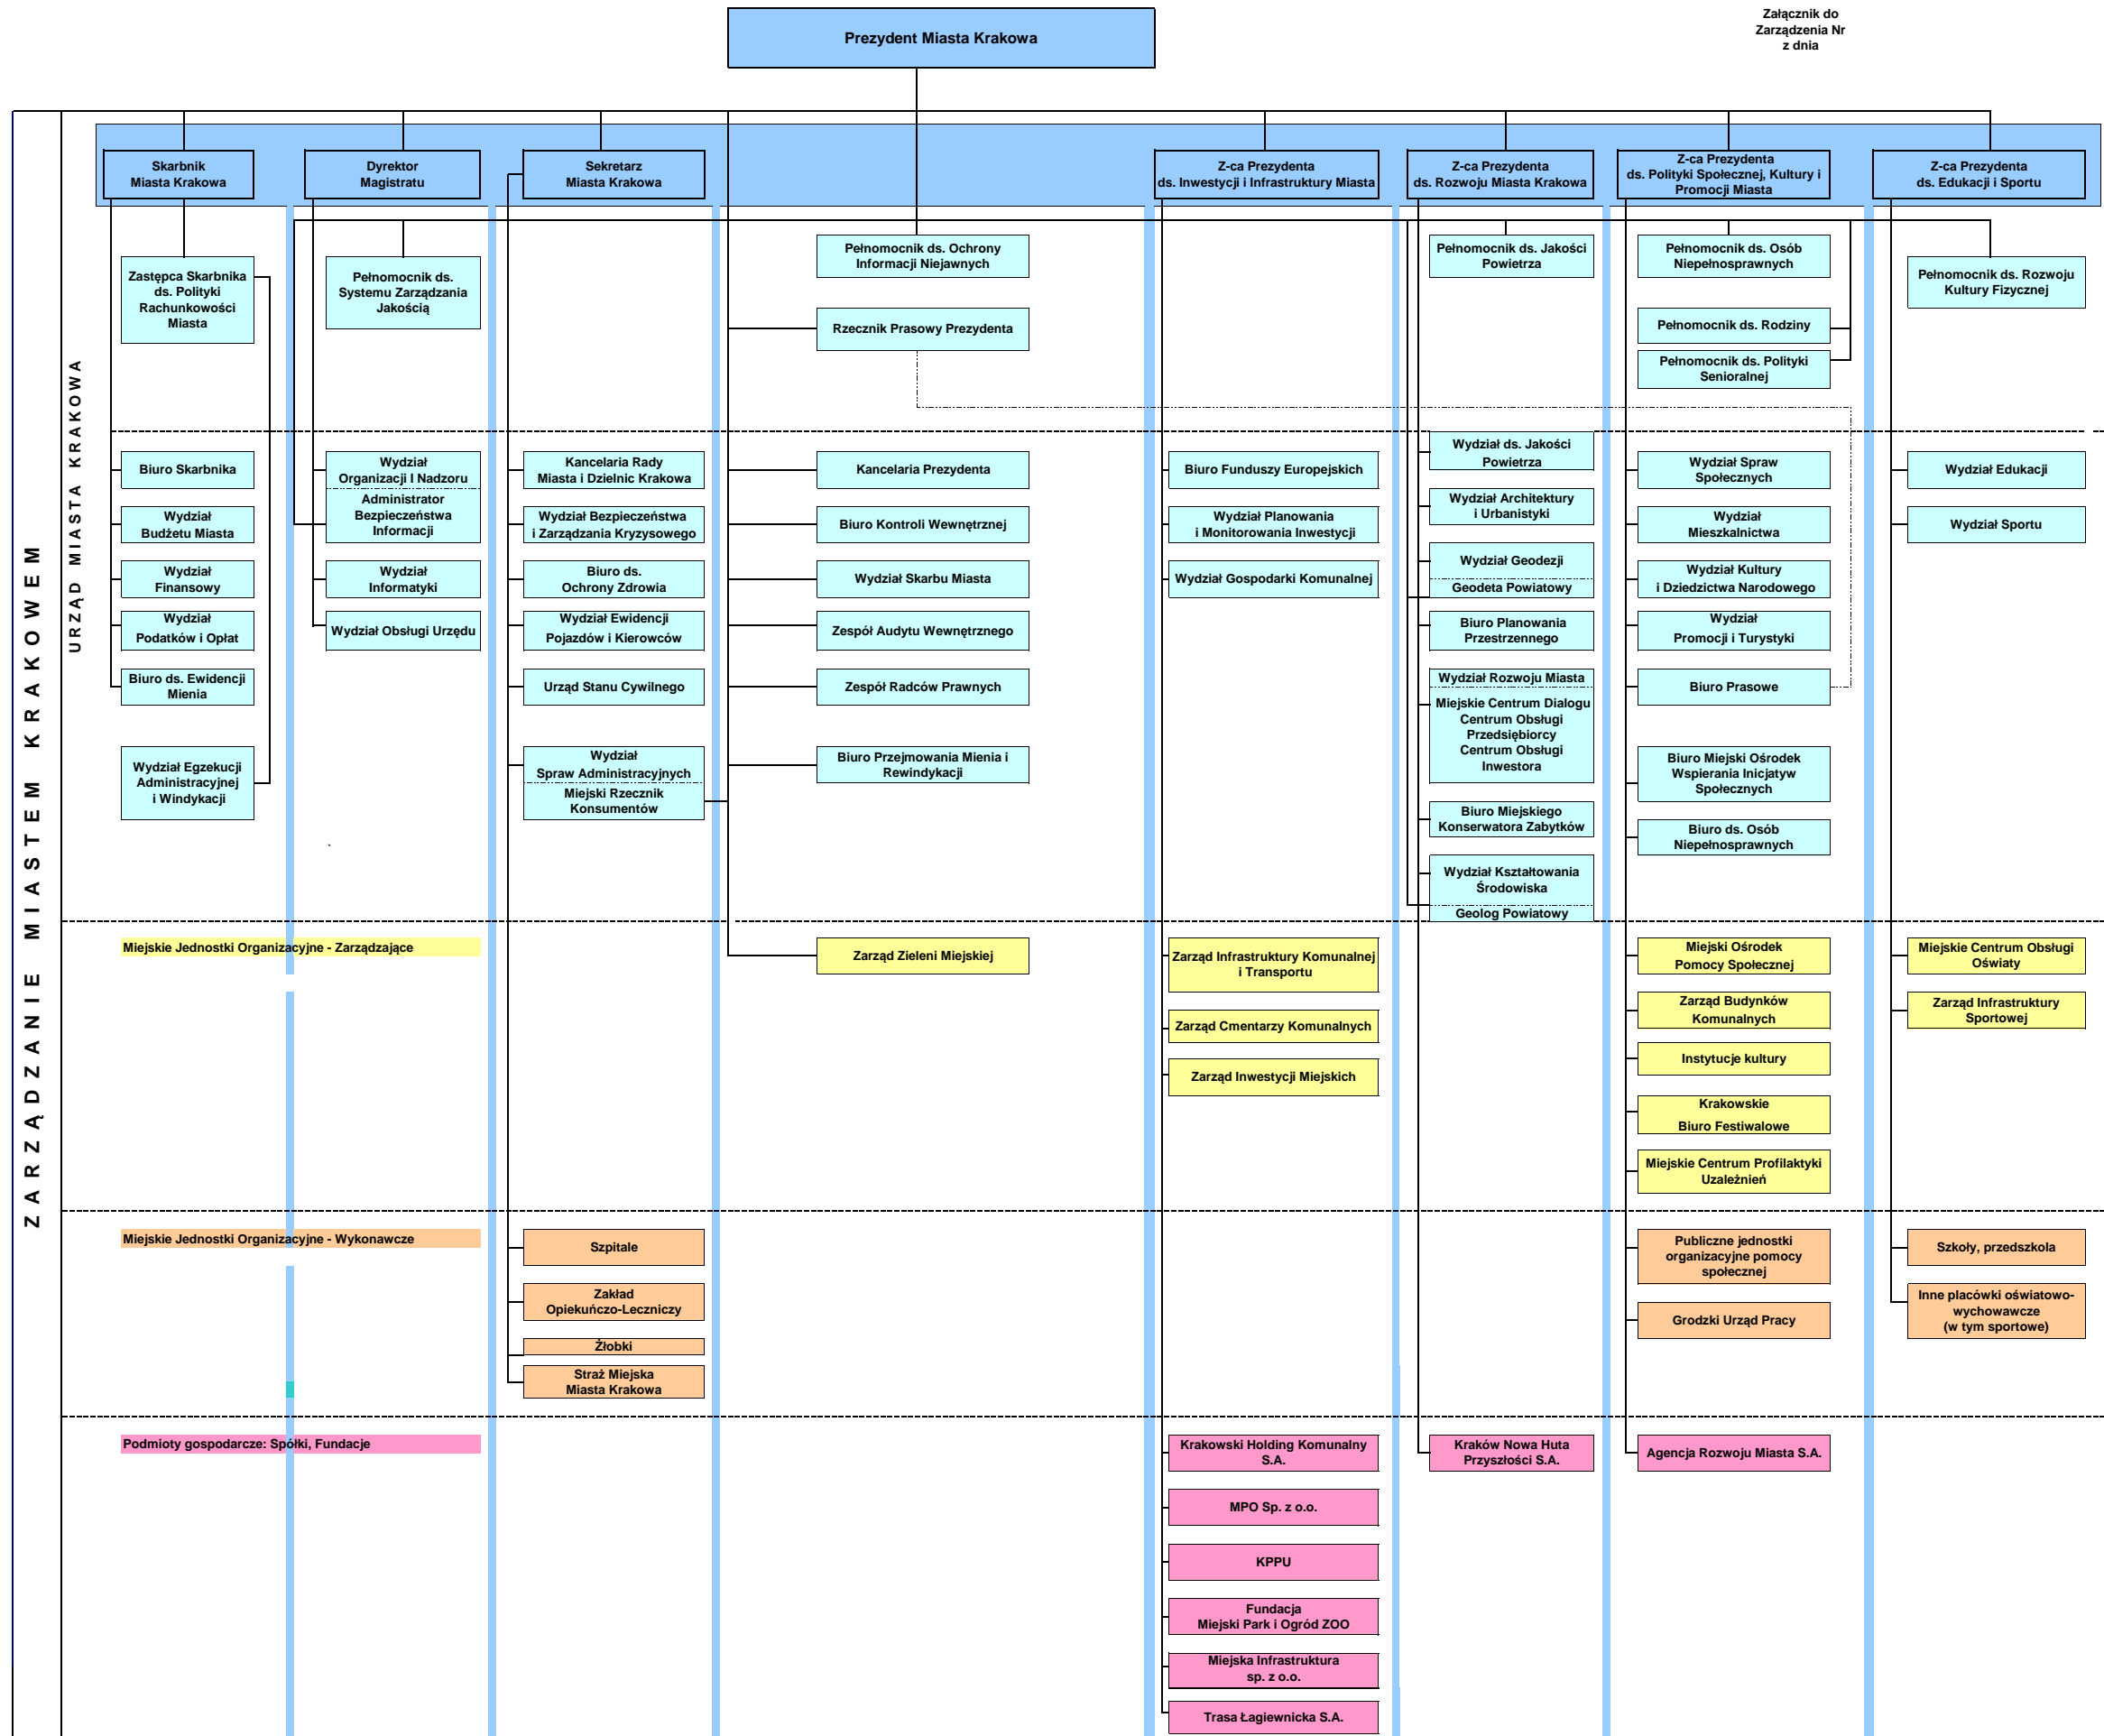 Prezydent Miasta Krakowa
Załącznik do
Zarządzenia Nr
z dnia
ZARZĄDZANIE MIASTEM KRAKOWEM
URZĄD MIASTA KRAKOWA
Skarbnik
Miasta Krakowa
Dyrektor
Magistratu
Sekretarz
Miasta Krakowa
Z-ca Prezydenta
ds. Inwestycji i Infrastruktury Miasta
Z-ca Prezydenta
ds. Rozwoju Miasta Krakowa
Z-ca Prezydenta
ds. Polityki Społecznej, Kultury i
Promocji Miasta
Z-ca Prezydenta
ds. Edukacji i Sportu
Zastępca Skarbnika
ds. Polityki
Rachunkowości
Miasta
Pełnomocnik ds.
Systemu Zarządzania
Jakością
Pełnomocnik ds. Ochrony
Informacji Niejawnych
Rzecznik Prasowy Prezydenta
Pełnomocnik ds. Jakości
Powietrza
Pełnomocnik ds. Osób
Niepełnosprawnych
Pełnomocnik ds. Rodziny
Pełnomocnik ds. Polityki
Senioralnej
Pełnomocnik ds. Rozwoju
Kultury Fizycznej
Biuro Skarbnika
Wydział
Budżetu Miasta
Wydział
Finansowy
Wydział
Podatków i Opłat
Biuro ds. Ewidencji
Mienia
Wydział Egzekucji
Administracyjnej
i Windykacji
Wydział
Organizacji I Nadzoru
Administrator
Bezpieczeństwa
Informacji
Wydział
Informatyki
Wydział Obsługi Urzędu
Kancelaria Rady
Miasta i Dzielnic Krakowa
Wydział Bezpieczeństwa
i Zarządzania Kryzysowego
Biuro ds.
Ochrony Zdrowia
Wydział Ewidencji
Pojazdów i Kierowców
Urząd Stanu Cywilnego
Wydział
Spraw Administracyjnych
Miejski Rzecznik
Konsumentów
Kancelaria Prezydenta
Biuro Kontroli Wewnętrznej
Wydział Skarbu Miasta
Zespół Audytu Wewnętrznego
Zespół Radców Prawnych
Biuro Przejmowania Mienia i
Rewindykacji
Biuro Funduszy Europejskich
Wydział Planowania
i Monitorowania Inwestycji
Wydział Gospodarki Komunalnej
Wydział ds. Jakości
Powietrza
Wydział Architektury
i Urbanistyki
Wydział Geodezji
Geodeta Powiatowy
Biuro Planowania
Przestrzennego
Wydział Rozwoju Miasta
Miejskie Centrum Dialogu
Centrum Obsługi
Przedsiębiorcy
Centrum Obsługi
Inwestora
Biuro Miejskiego
Konserwatora Zabytków
Wydział Kształtowania
Środowiska
Geolog Powiatowy
Wydział Spraw
Społecznych
Wydział
Mieszkalnictwa
Wydział Kultury
i Dziedzictwa Narodowego
Wydział
Promocji i Turystyki
Biuro Prasowe
Biuro Miejski Ośrodek
Wspierania Inicjatyw
Społecznych
Biuro ds. Osób
Niepełnosprawnych
Wydział Edukacji
Wydział Sportu
Miejskie Jednostki Organizacyjne - Zarządzające
Zarząd Zieleni Miejskiej
Zarząd Infrastruktury Komunalnej
i Transportu
Zarząd Cmentarzy Komunalnych
Zarząd Inwestycji Miejskich
Miejski Ośrodek
Pomocy Społecznej
Zarząd Budynków
Komunalnych
Instytucje kultury
Krakowskie
Biuro Festiwalowe
Miejskie Centrum Profilaktyki
Uzależnień
Miejskie Centrum Obsługi
Oświaty
Zarząd Infrastruktury
Sportowej
Miejskie Jednostki Organizacyjne - Wykonawcze
Szpitale
Zakład
Opiekuńczo-Leczniczy
Żłobki
Straż Miejska
Miasta Krakowa
Publiczne jednostki
organizacyjne pomocy
społecznej
Grodzki Urząd Pracy
Szkoły, przedszkola
Inne placówki oświatowo-
wychowawcze
(w tym sportowe)
Podmioty gospodarcze: Spółki, Fundacje
Krakowski Holding Komunalny
S.A.
MPO Sp. z o.o.
KPPU
Fundacja
Miejski Park i Ogród ZOO
Miejska Infrastruktura
sp. z o.o.
Trasa Łagiewnicka S.A.
Kraków Nowa Huta
Przyszłości S.A.
Agencja Rozwoju Miasta S.A.